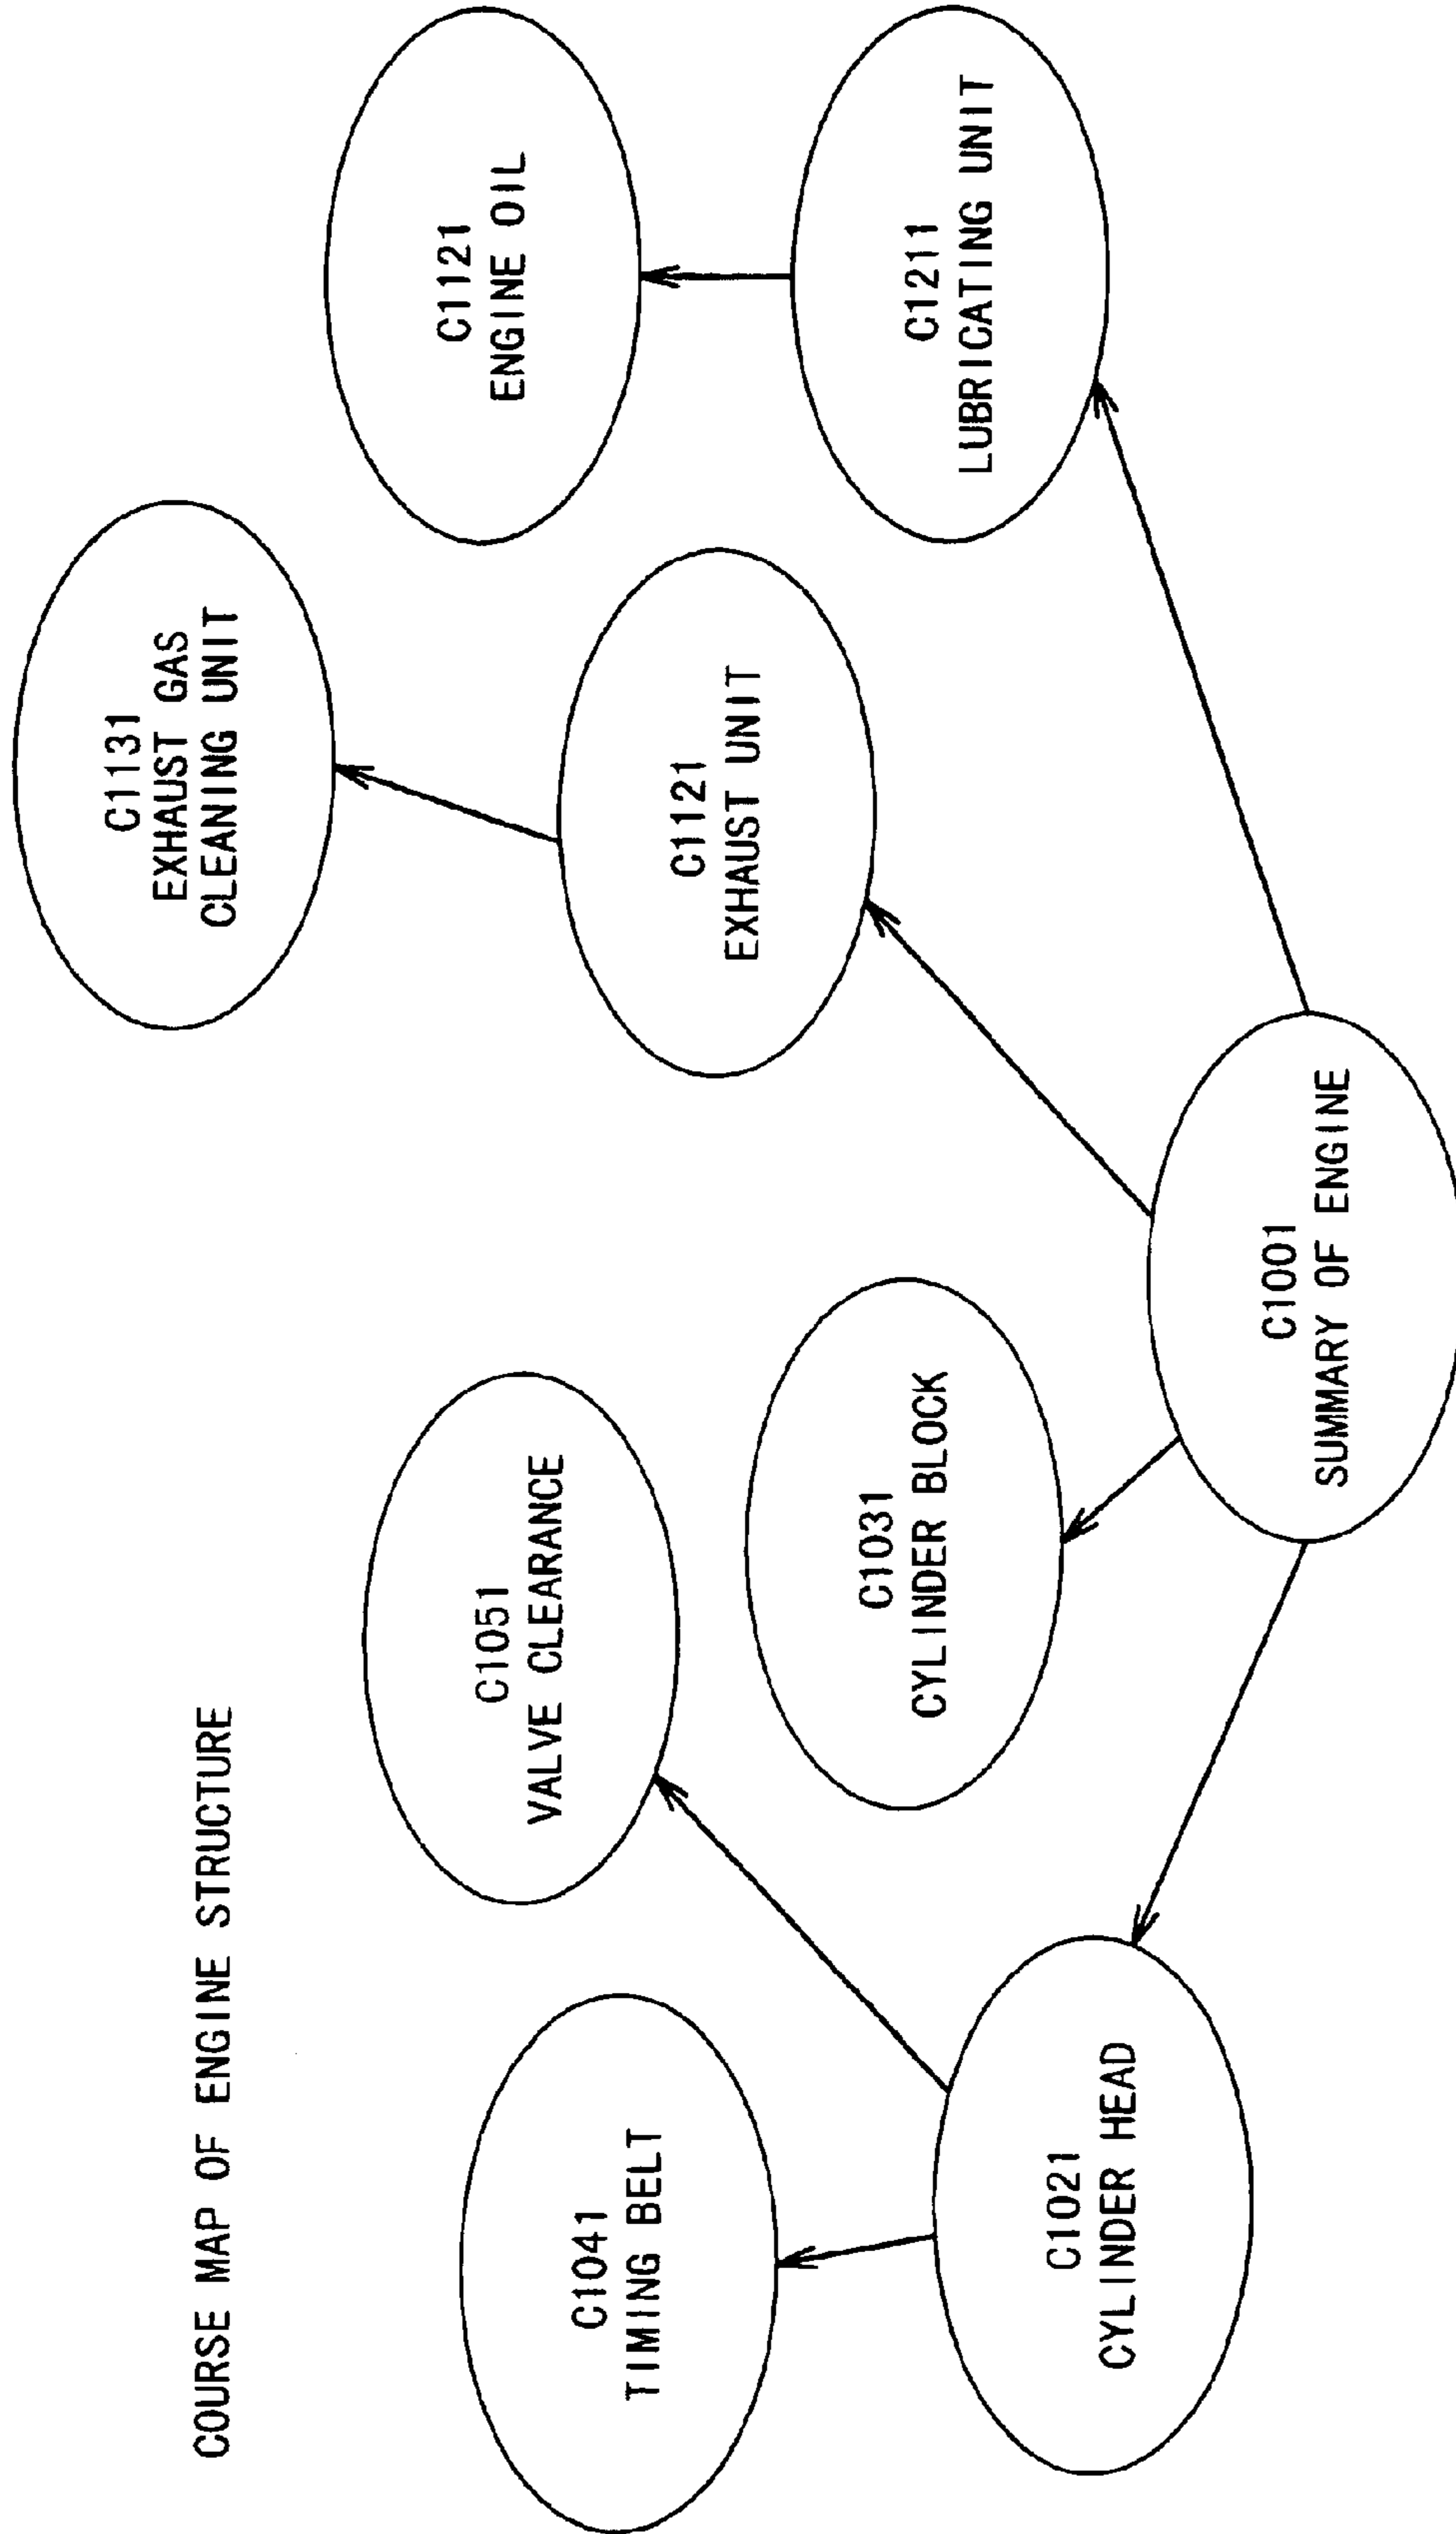 COURSE MAP OF ENGINE STRUCTURE
C1131
EXHAUST GAS
CLEANING UNIT
C1051
VALVE CLEARANCE
C1121
ENGINE OIL
C1041
TIMING BELT
C1121
EXHAUST UNIT
C1031
CYLINDER BLOCK
C1211
LUBRICATING UNIT
C1021
CYLINDER HEAD
C1001
SUMMARY OF ENGINE